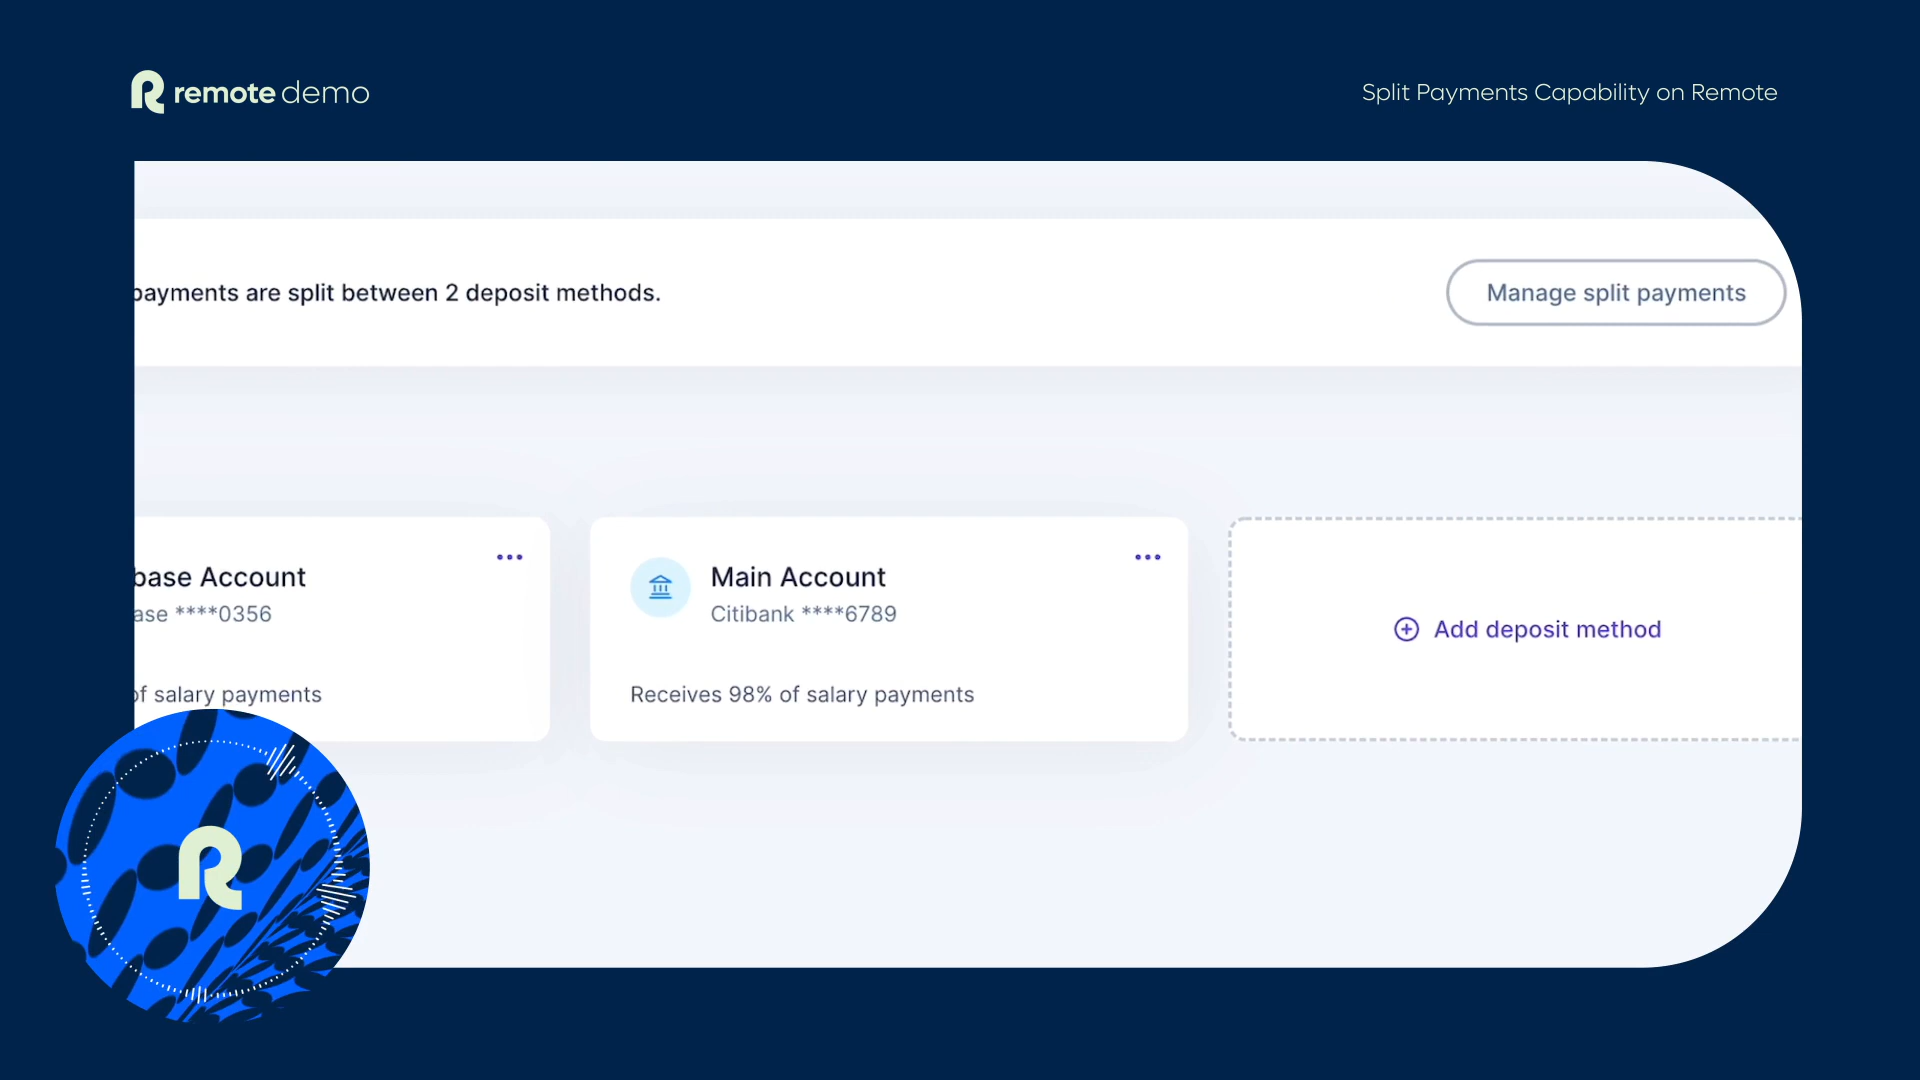 remote demo
Split Payments Capability on Remote
payments are split between 2 deposit methods.
Manage split payments
base Account
ase ****0356
of salary payments
Main Account
Citibank ****6789
Receives 98% of salary payments
Add deposit method